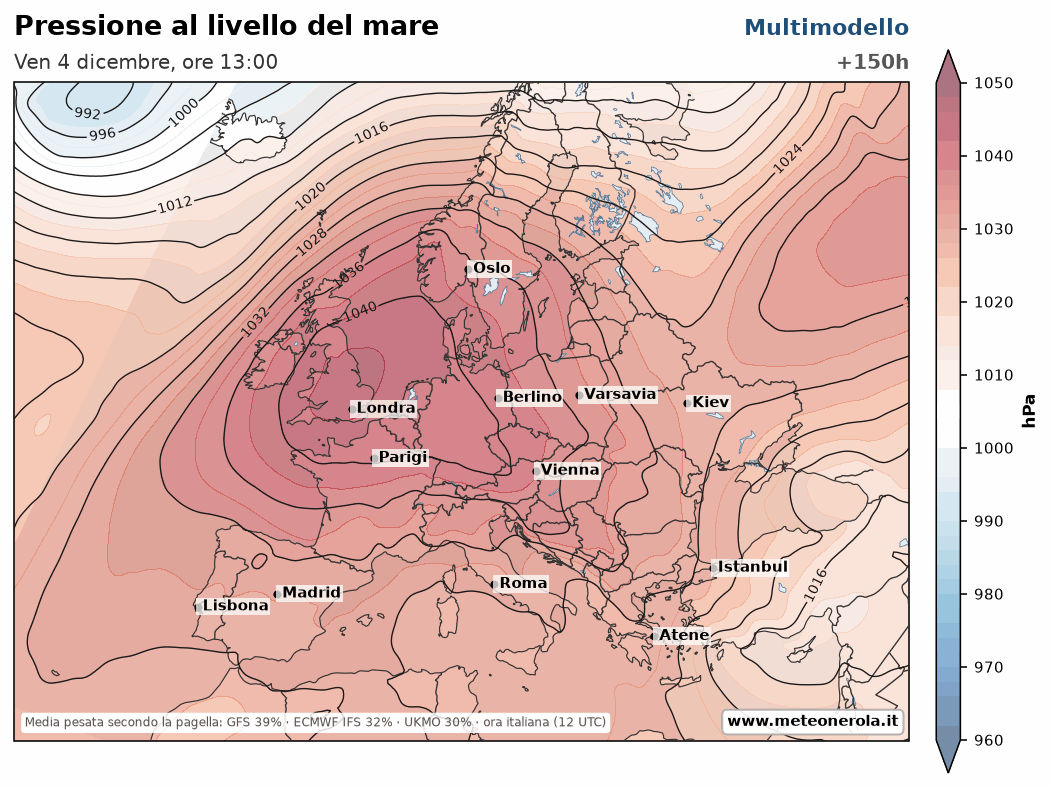 Pressione al livello del mare
Multimodello
Ven 4 dicembre, ore 13:00
+150h
992
996
1000
1016
1012
1020
1028
1036
1032
1040
1024
1016
Oslo
Londra
Berlino
Varsavia
Kiev
Parigi
Vienna
Istanbul
Roma
Madrid
Lisbona
Atene
Media pesata secondo la pagella: GFS 39% · ECMWF IFS 32% · UKMO 30% · ora italiana (12 UTC)
www.meteonerola.it
1050
1040
1030
1020
1010
1000
990
980
970
960
hPa